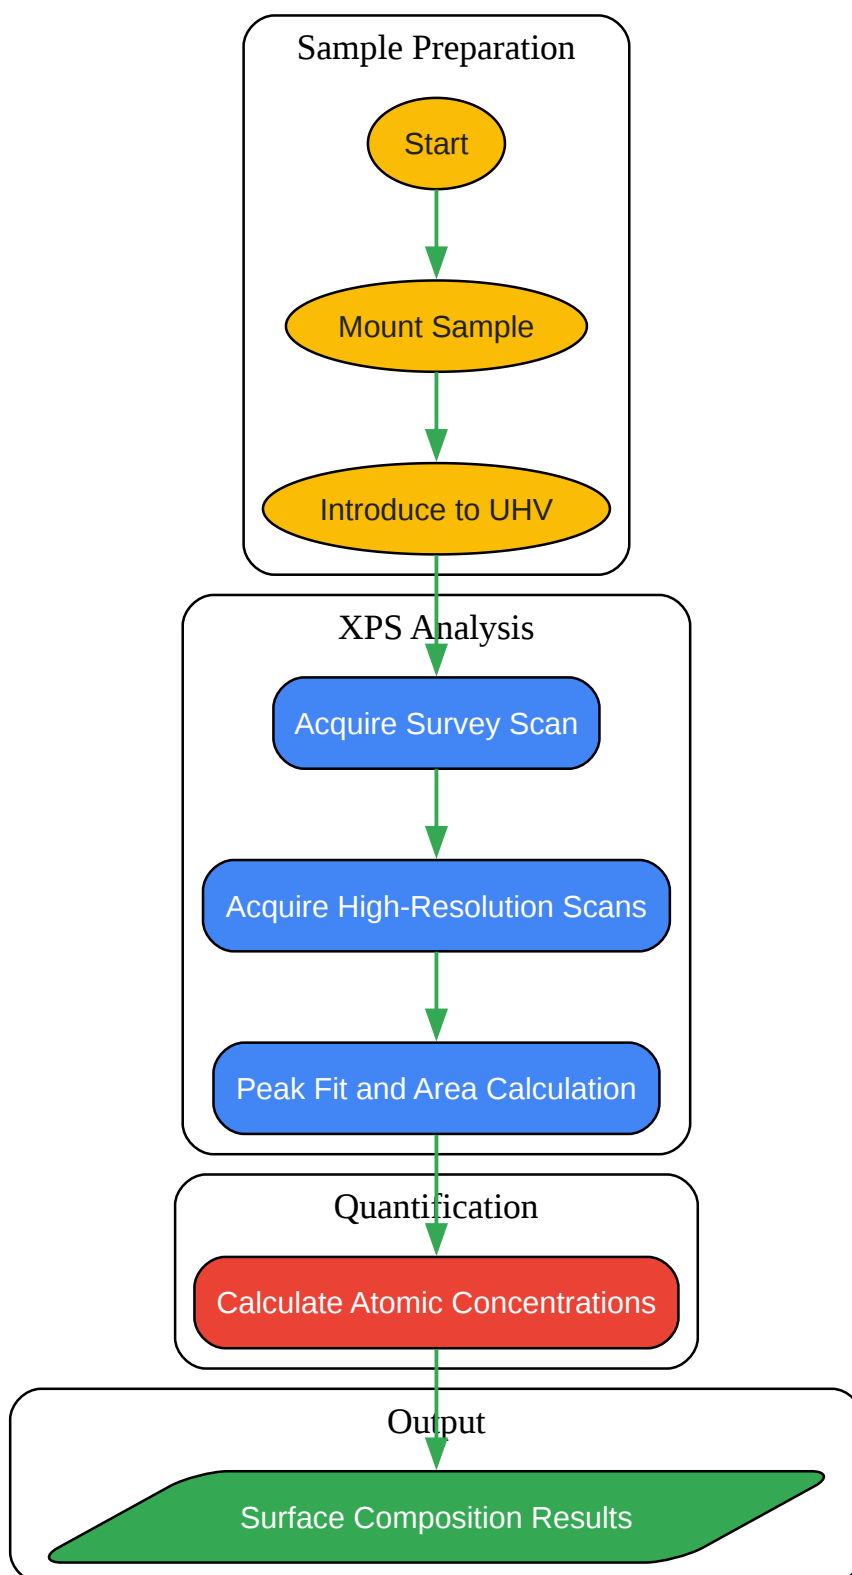 Sample Preparation
Start
Mount Sample
Introduce to UHV
XPS Analysis
Acquire Survey Scan
Acquire High-Resolution Scans
Peak Fit and Area Calculation
Quantification
Calculate Atomic Concentrations
Output
Surface Composition Results